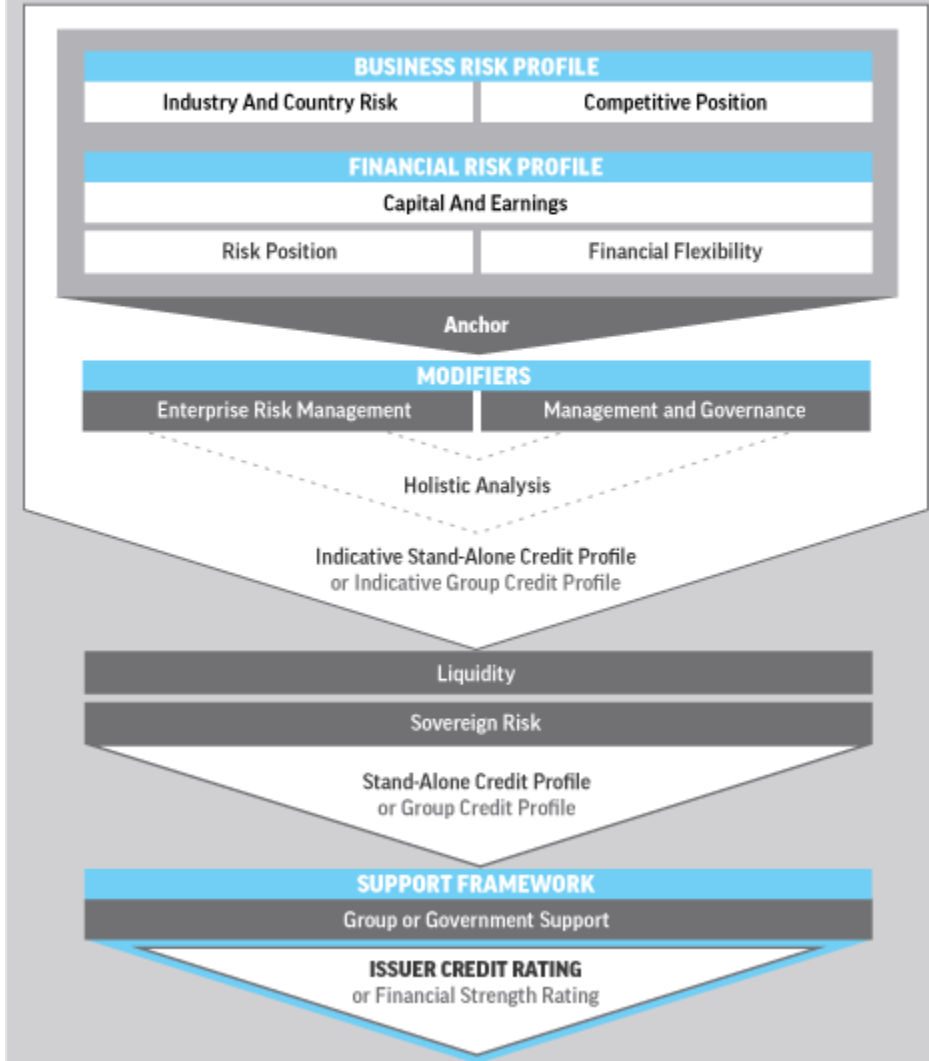 BUSINESS RISK PROFILE
Industry And Country Risk
Competitive Position
FINANCIAL RISK PROFILE
Capital And Earnings
Risk Position
Financial Flexibility
Anchor
MODIFIERS
Enterprise Risk Management
Management and Governance
Holistic Analysis
Indicative Stand-Alone Credit Profile
or Indicative Group Credit Profile
Liquidity
Sovereign Risk
Stand-Alone Credit Profile
or Group Credit Profile
SUPPORT FRAMEWORK
Group or Government Support
ISSUER CREDIT RATING
or Financial Strength Rating